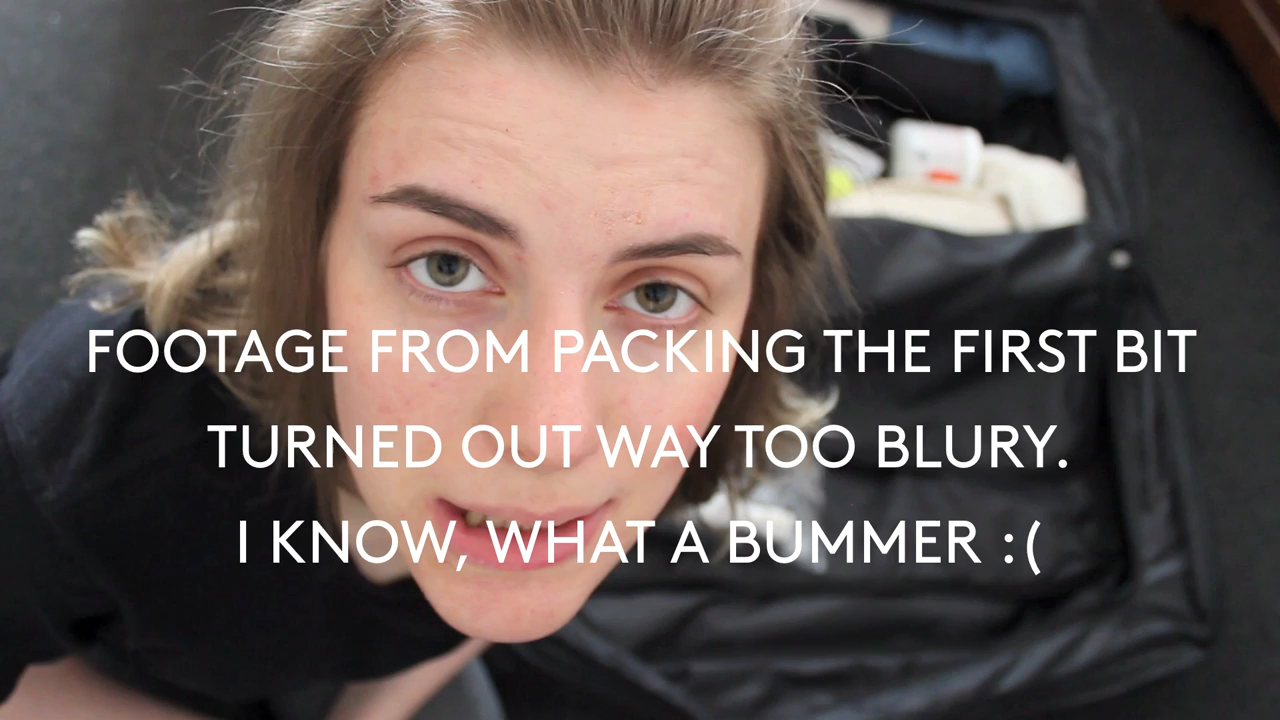 FOOTAGE FROM PACKING THE FIRST BIT
TURNED OUT WAY TOO BLURY.
I KNOW, WHAT A BUMMER :(